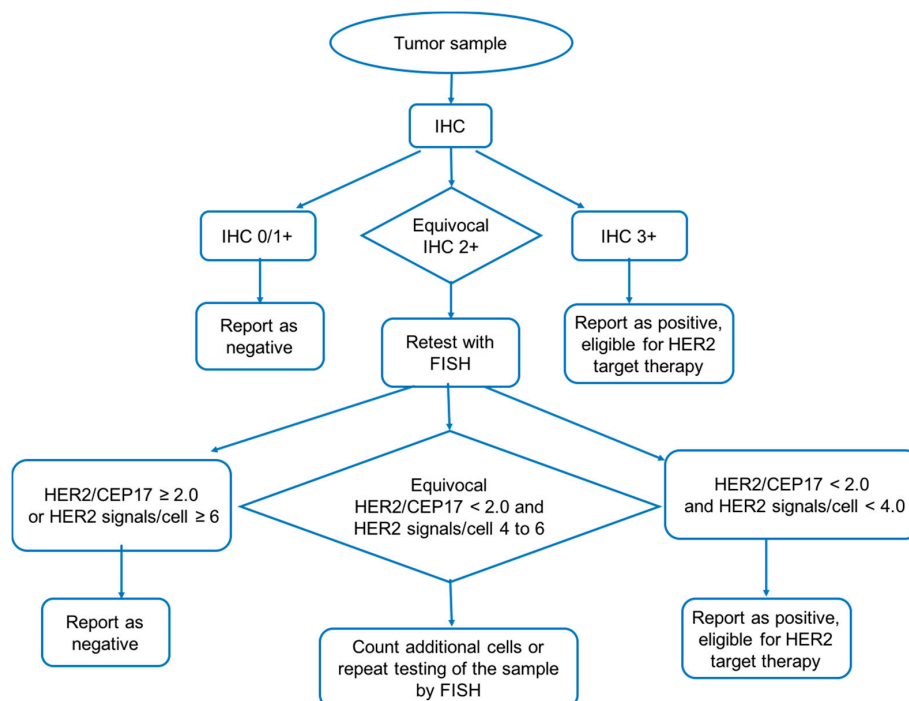 Tumor sample
IHC
IHC 0/1+
Equivocal
IHC 2+
IHC 3+
Report as
negative
Retest with
FISH
Report as positive,
eligible for HER2
target therapy
HER2/CEP17 ≥ 2.0
or HER2 signals/cell ≥ 6
Equivocal
HER2/CEP17 < 2.0 and
HER2 signals/cell 4 to 6
HER2/CEP17 < 2.0
and HER2 signals/cell < 4.0
Report as
negative
Count additional cells or
repeat testing of the sample
by FISH
Report as positive,
eligible for HER2
target therapy